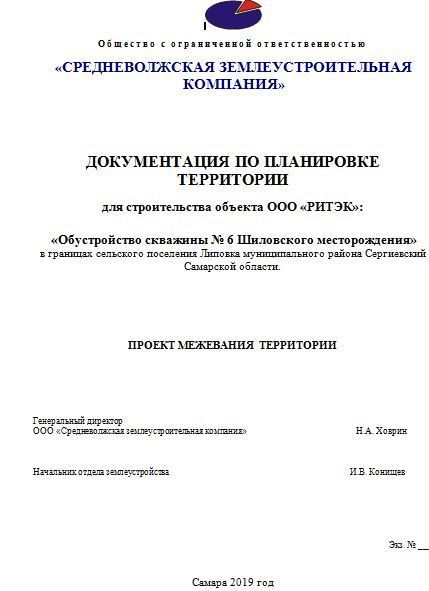 Общество с ограниченной ответственностью
«СРЕДНЕВОЛЖСКАЯ ЗЕМЛЕУСТРОИТЕЛЬНАЯ
КОМПАНИЯ»
ДОКУМЕНТАЦИЯ ПО ПЛАНИРОВКЕ
ТЕРРИТОРИИ
для строительства объекта ООО «РИТЭК»:
«Обустройство скважины № 6 Шиловского месторождения»
в границах сельского поселения Липовка муниципального района Сергиевский
Самарской области.
ПРОЕКТ МЕЖЕВАНИЯ ТЕРРИТОРИИ
Генеральный директор
ООО «Средневолжская землеустроительная компания» Н.А. Ховрин
Начальник отдела землеустройства И.В. Конищев
Экз. № __
Самара 2019 год